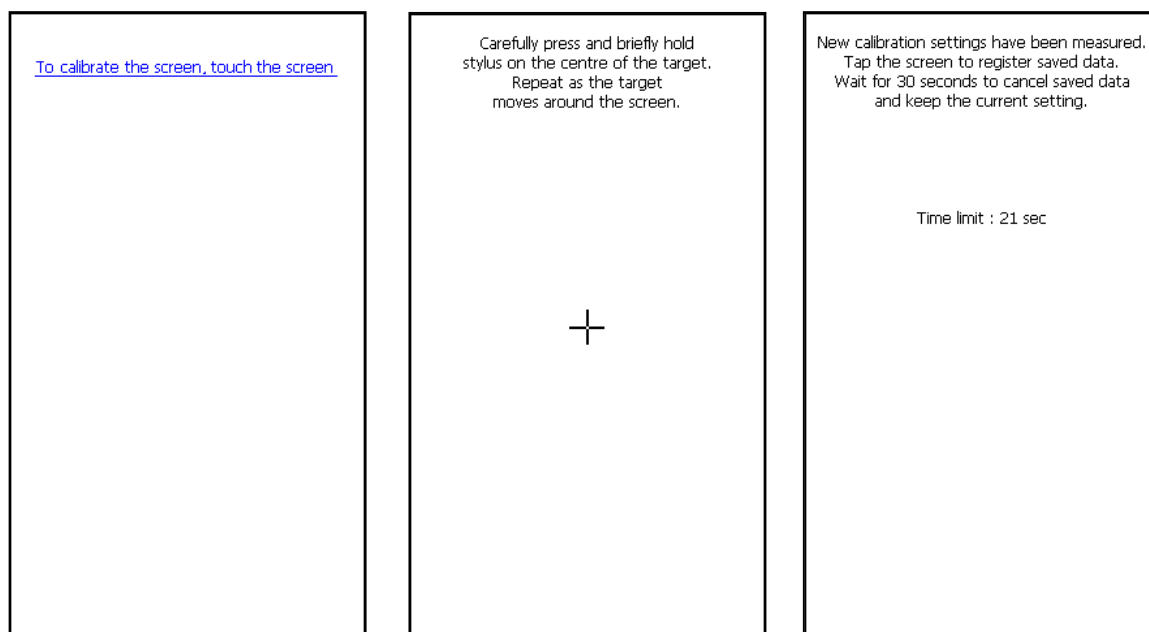 To calibrate the screen, touch the screen
Carefully press and briefly hold
stylus on the centre of the target.
Repeat as the target
moves around the screen.
New calibration settings have been measured.
Tap the screen to register saved data.
Wait for 30 seconds to cancel saved data
and keep the current setting.
Time limit : 21 sec